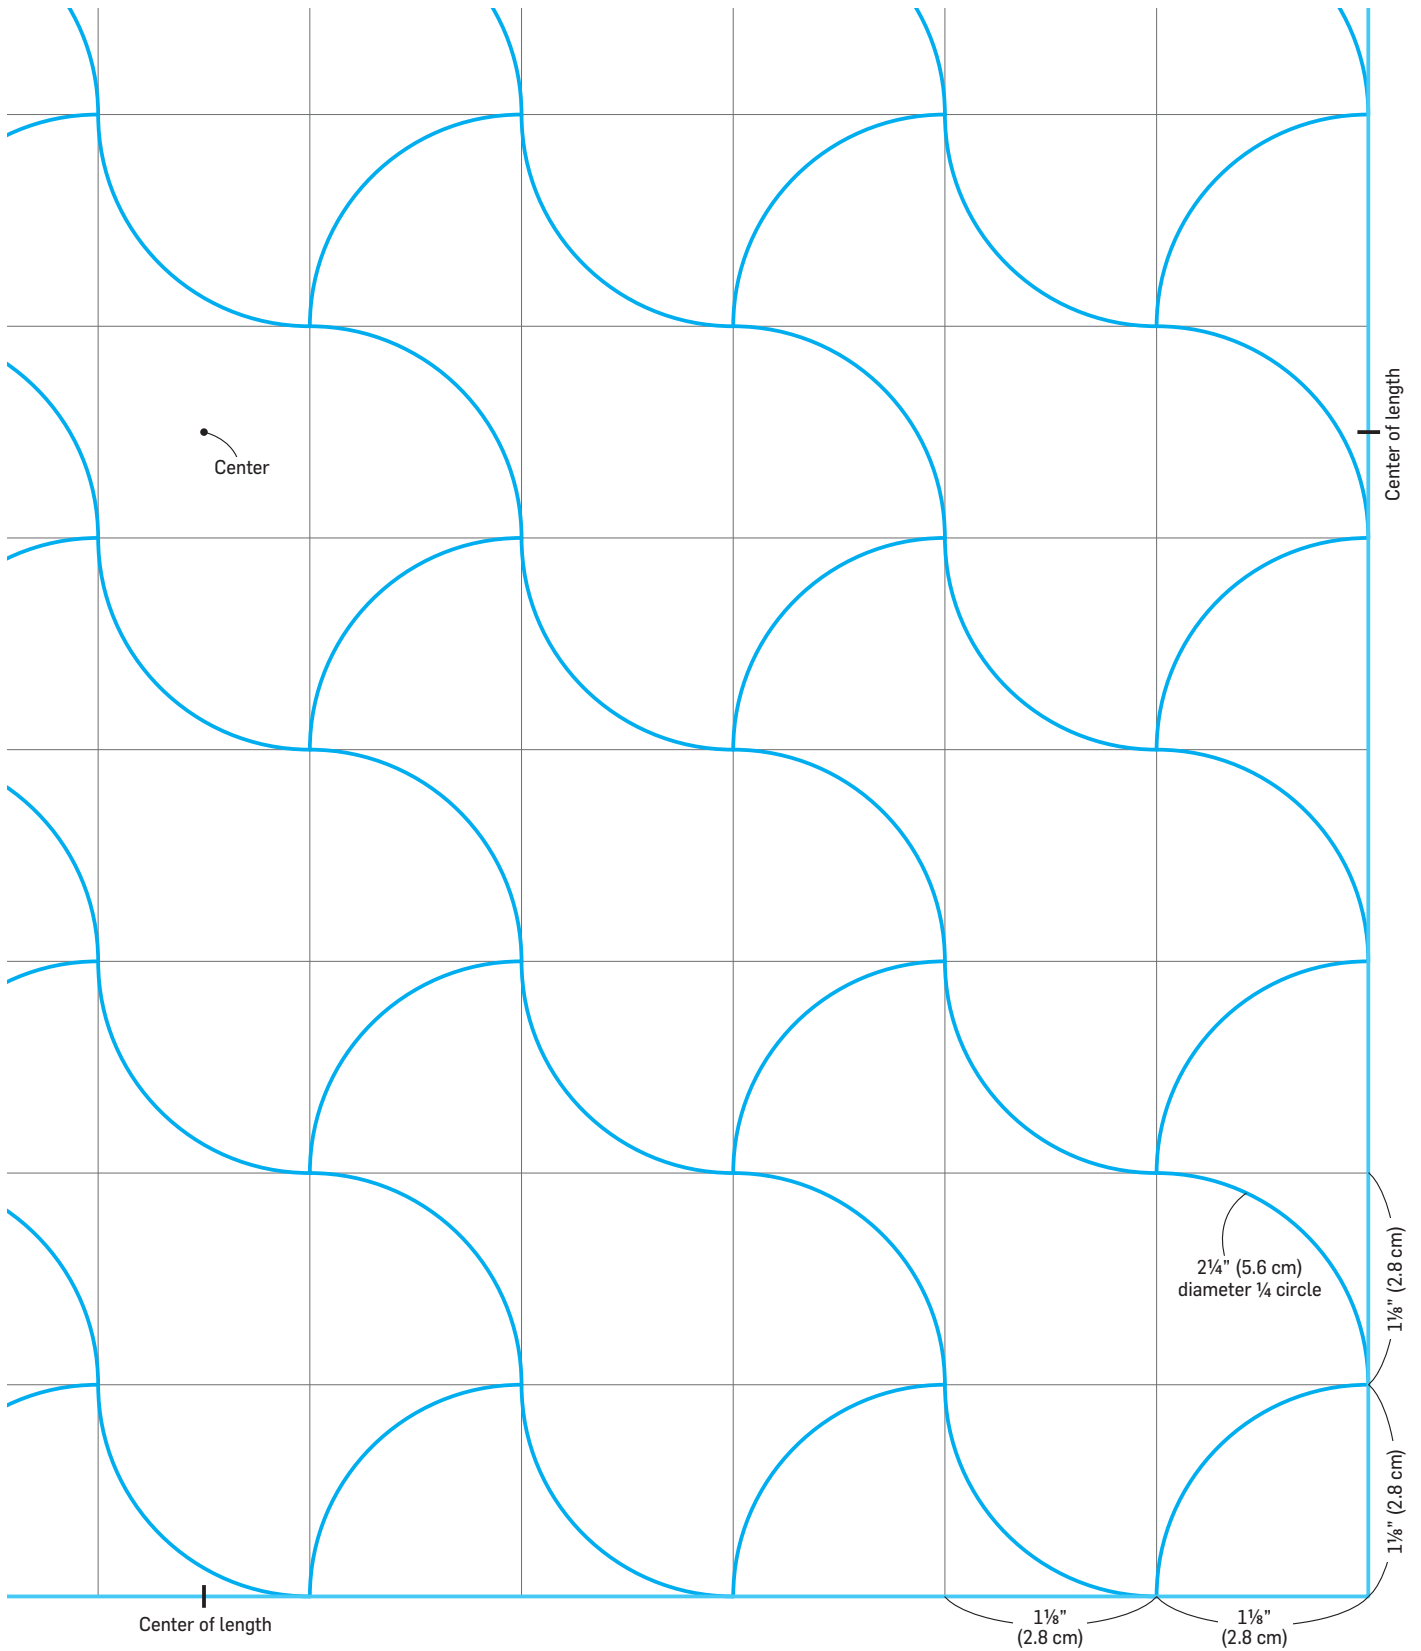 Center of length
Center
2¼" (5.6 cm)
diameter ¼ circle
1⅛" (2.8 cm)
1⅛" (2.8 cm)
Center of length
1⅛"
(2.8 cm)
1⅛"
(2.8 cm)